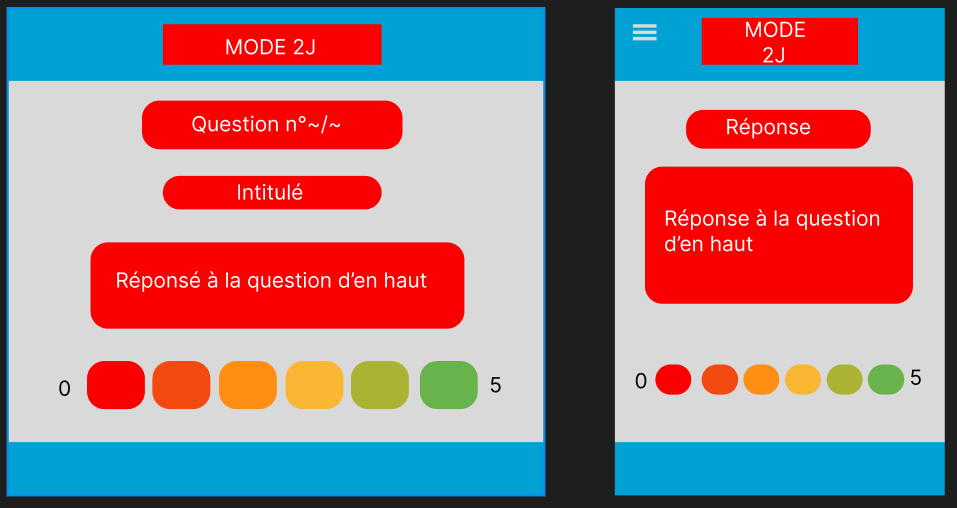 MODE 2J
Question n°~/~
Intitulé
Réponsé à la question d'en haut
0
5
MODE
2J
Réponse
Réponse à la question
d'en haut
0
5